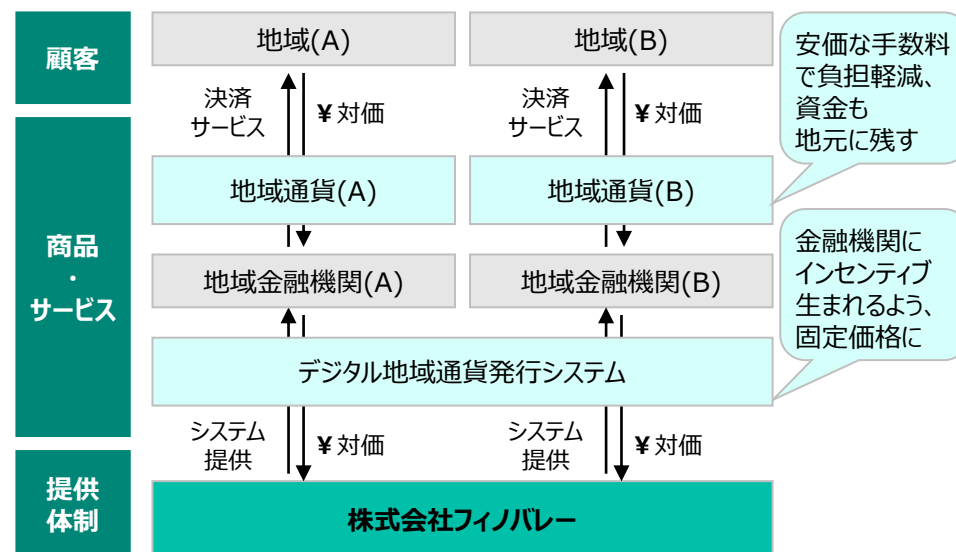 顧客
地域(A)
地域(B)
安価な手数料
で負担軽減、
資金も
地元に残す
決済
サービス
¥ 対価
決済
サービス
¥ 対価
商品
・
サービス
地域通貨(A)
地域通貨(B)
地域金融機関(A)
地域金融機関(B)
金融機関に
インセンティブ
生まれるよう、
固定価格に
デジタル地域通貨発行システム
システム
提供
¥ 対価
システム
提供
¥ 対価
提供
体制
株式会社フィノバレー